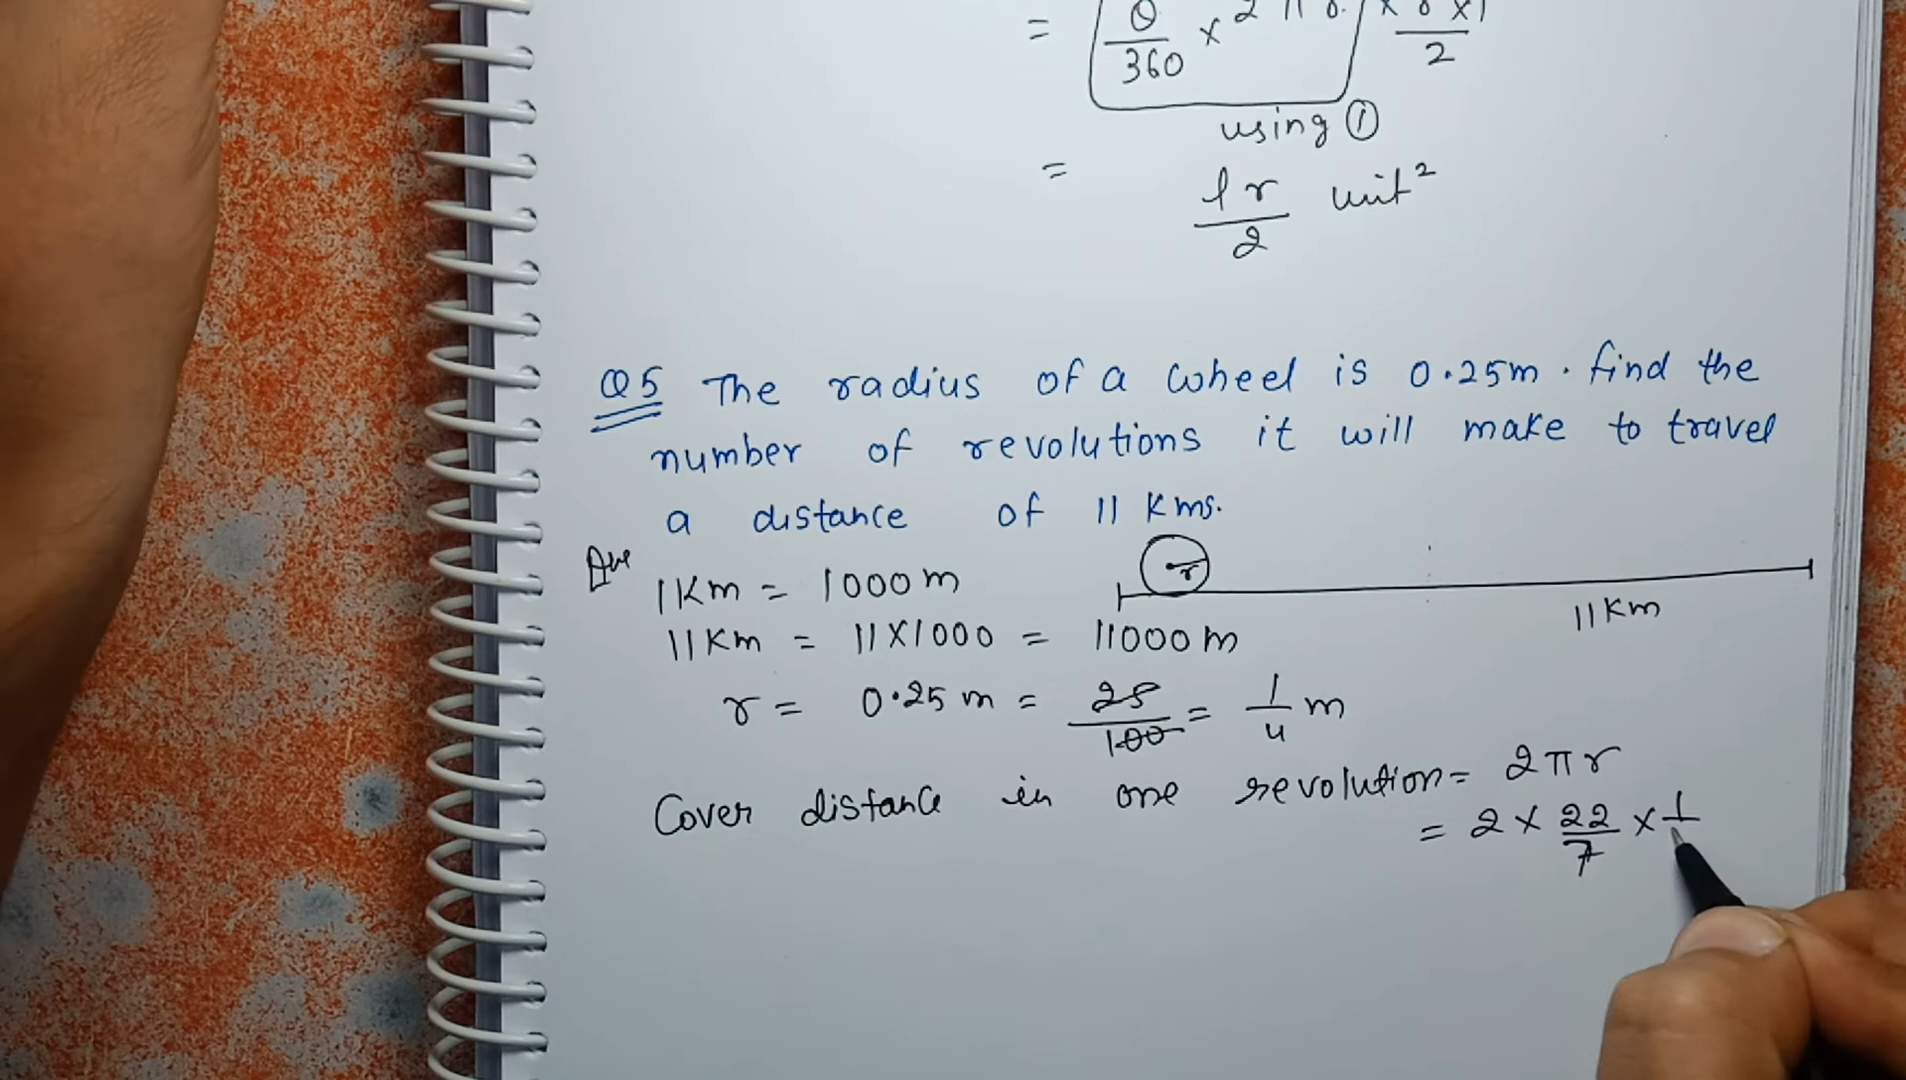 = θ/360 × 2πr × r × 1/2
using ①
= lr/2 unit²
Q5 The radius of a wheel is 0.25m. find the
number of revolutions it will make to travel
a distance of 11 Kms.
Ans
1Km = 1000m
r
11Km
11Km = 11X1000 = 11000m
r = 0.25 m = 25/100 = 1/4 m
Cover distance in one revolution = 2πr
= 2 × 22/7 × 1